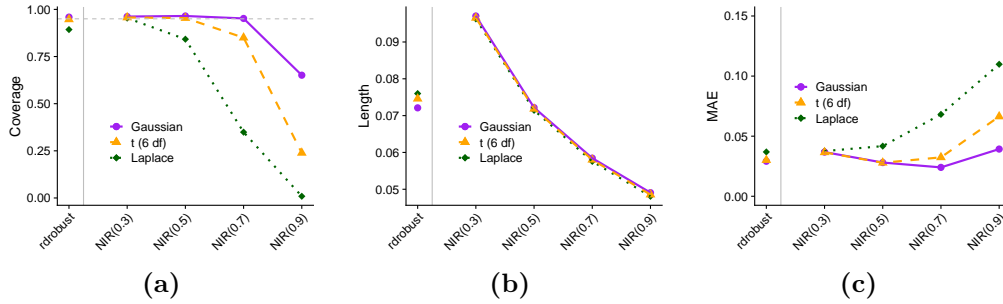 1.00
0.75
0.50
0.25
0.00
Coverage
Gaussian
t (6 df)
Laplace
rdrobust
NIR(0.3)
NIR(0.5)
NIR(0.7)
NIR(0.9)
(a)
0.09
0.08
0.07
0.06
0.05
Length
Gaussian
t (6 df)
Laplace
rdrobust
NIR(0.3)
NIR(0.5)
NIR(0.7)
NIR(0.9)
(b)
0.15
0.10
0.05
0.00
MAE
Gaussian
t (6 df)
Laplace
rdrobust
NIR(0.3)
NIR(0.5)
NIR(0.7)
NIR(0.9)
(c)